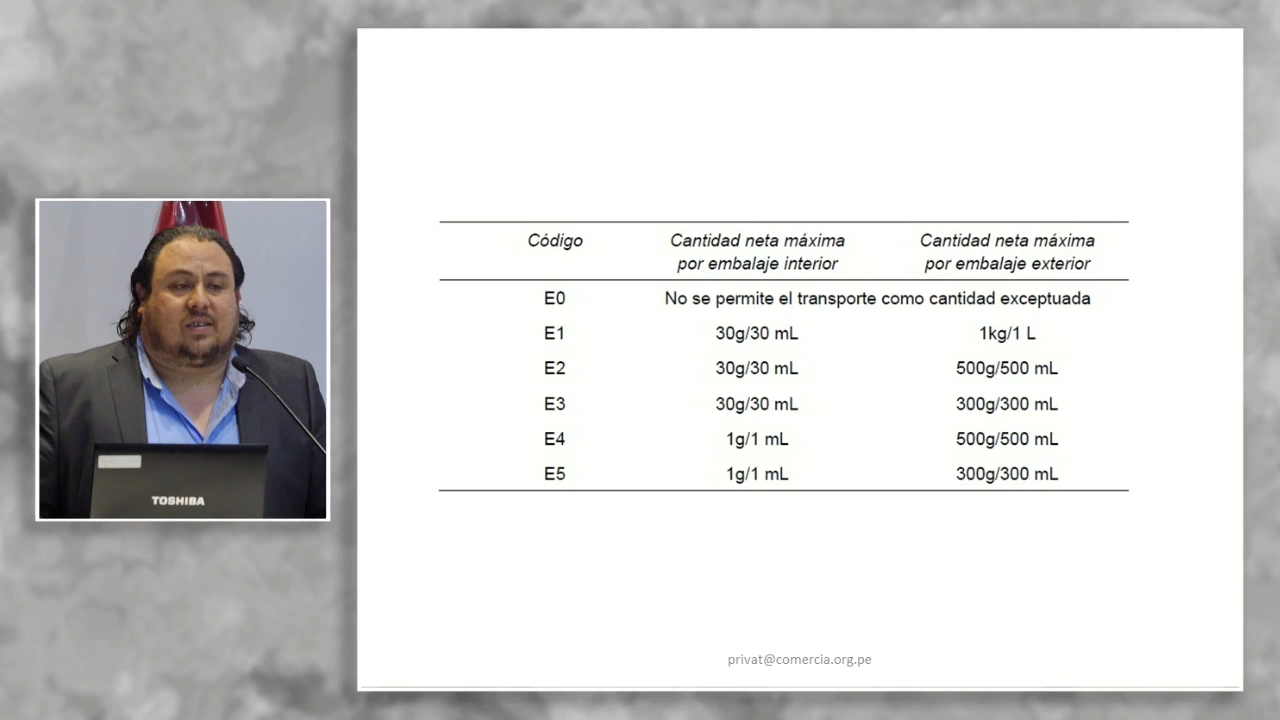 Código Cantidad neta máxima Cantidad neta máxima
por embalaje interior por embalaje exterior
E0 No se permite el transporte como cantidad exceptuada
E1 30g/30 mL 1kg/1 L
E2 30g/30 mL 500g/500 mL
E3 30g/30 mL 300g/300 mL
E4 1g/1 mL 500g/500 mL
E5 1g/1 mL 300g/300 mL
privat@comercia.org.pe
TOSHIBA